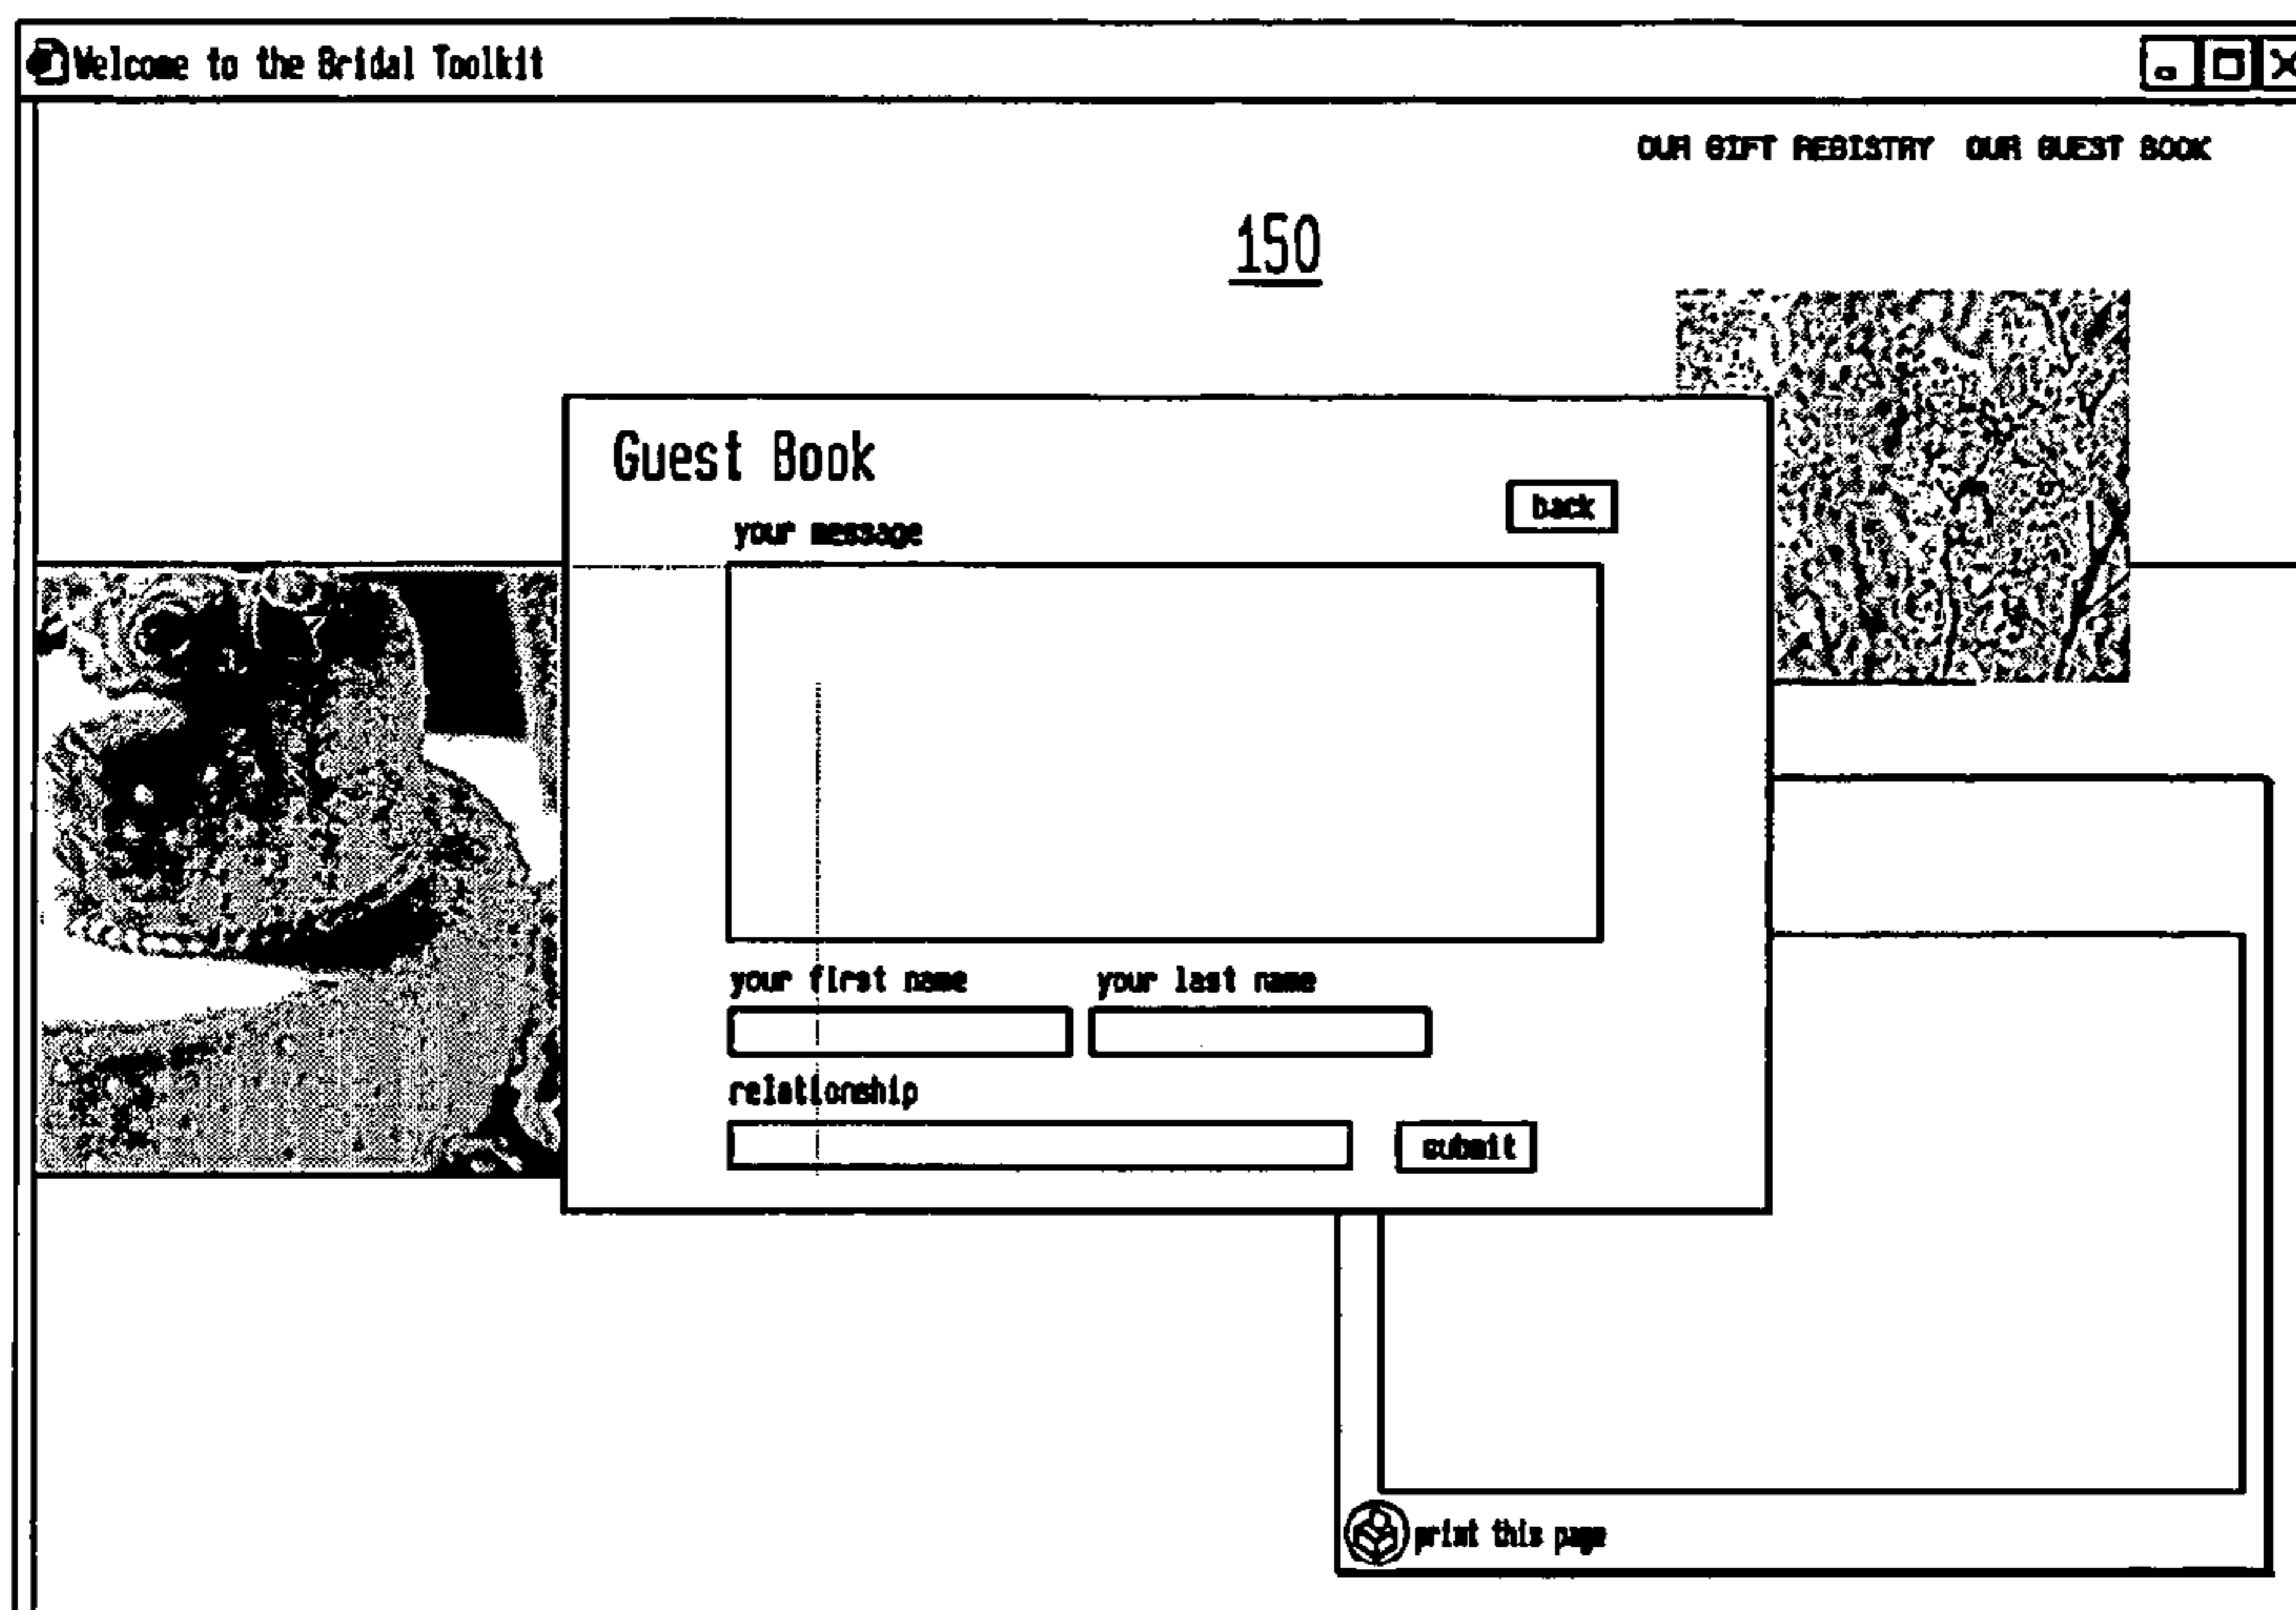 Welcome to the Bridal Toolkit
OUR GIFT REGISTRY OUR GUEST BOOK
150
Guest Book
back
your message
your first name your last name
relationship
submit
print this page